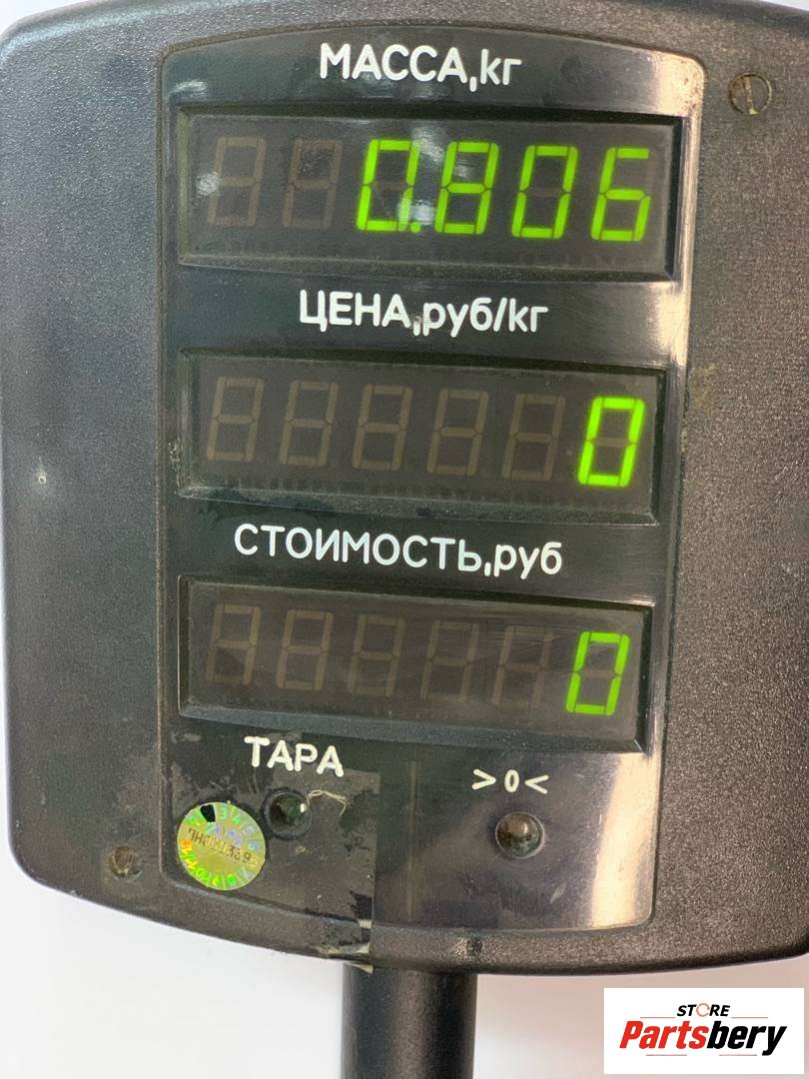 МАССА,кг
0.806
ЦЕНА,руб/кг
0
СТОИМОСТЬ,руб
0
ТАРА
>0<
STORE
Partsbery